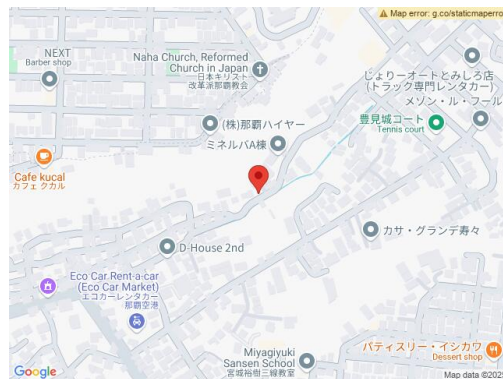 Map error: g.co/staticmaperro
NEXT
Barber shop
Naha Church, Reformed
Church in Japan
日本キリスト
改革派那覇教会
じょりーオートとみしろ店
(トラック専門レンタカー)
メゾン・ル・フール
(株)那覇ハイヤー
豊見城コート
Tennis court
ミネルバA棟
Cafe kucal
カフェ クカル
カサ・グランデ寿々
D-House 2nd
Eco Car Rent-a-car
(Eco Car Market)
エコカーレンタカー
那覇空港
Miyagiyuki
Sansen School
宮城裕樹三線教室
パティスリー・イシカワ
Dessert shop
Google
Map data ©202